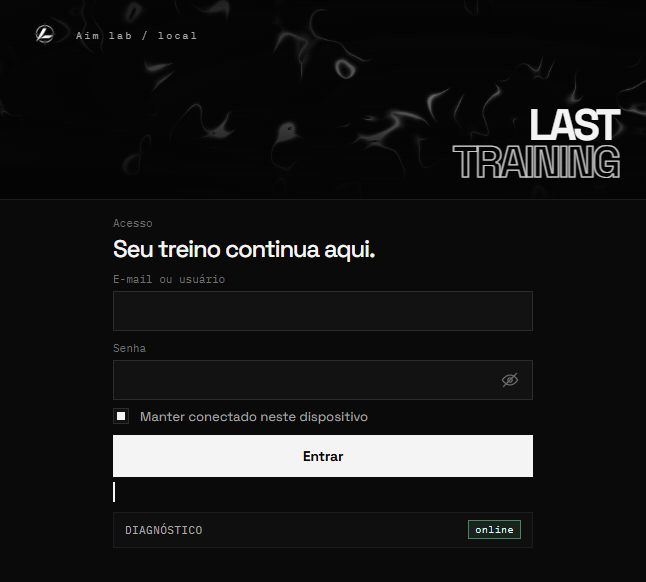 Aim lab / local
LAST
TRAINING
Acesso
Seu treino continua aqui.
E-mail ou usuário
Senha
Manter conectado neste dispositivo
Entrar
DIAGNÓSTICO
online